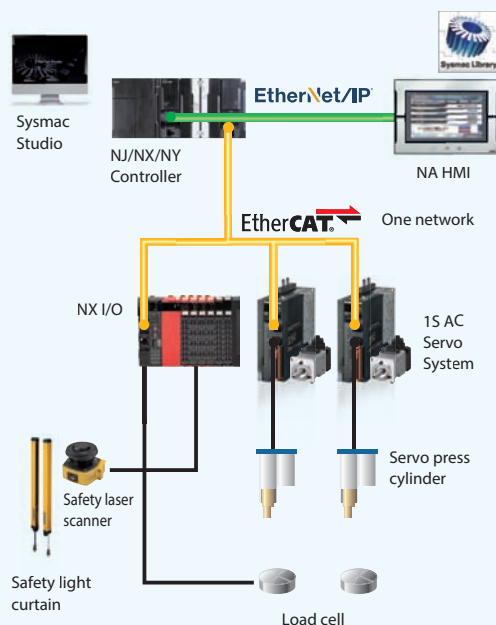 Sysmac Library
EtherNet/IP
Sysmac
Studio
NJ/NX/NY
Controller
NA HMI
EtherCAT®
One network
NX I/O
1S AC
Servo
System
Servo press
cylinder
Safety laser
scanner
Safety light
curtain
Load cell